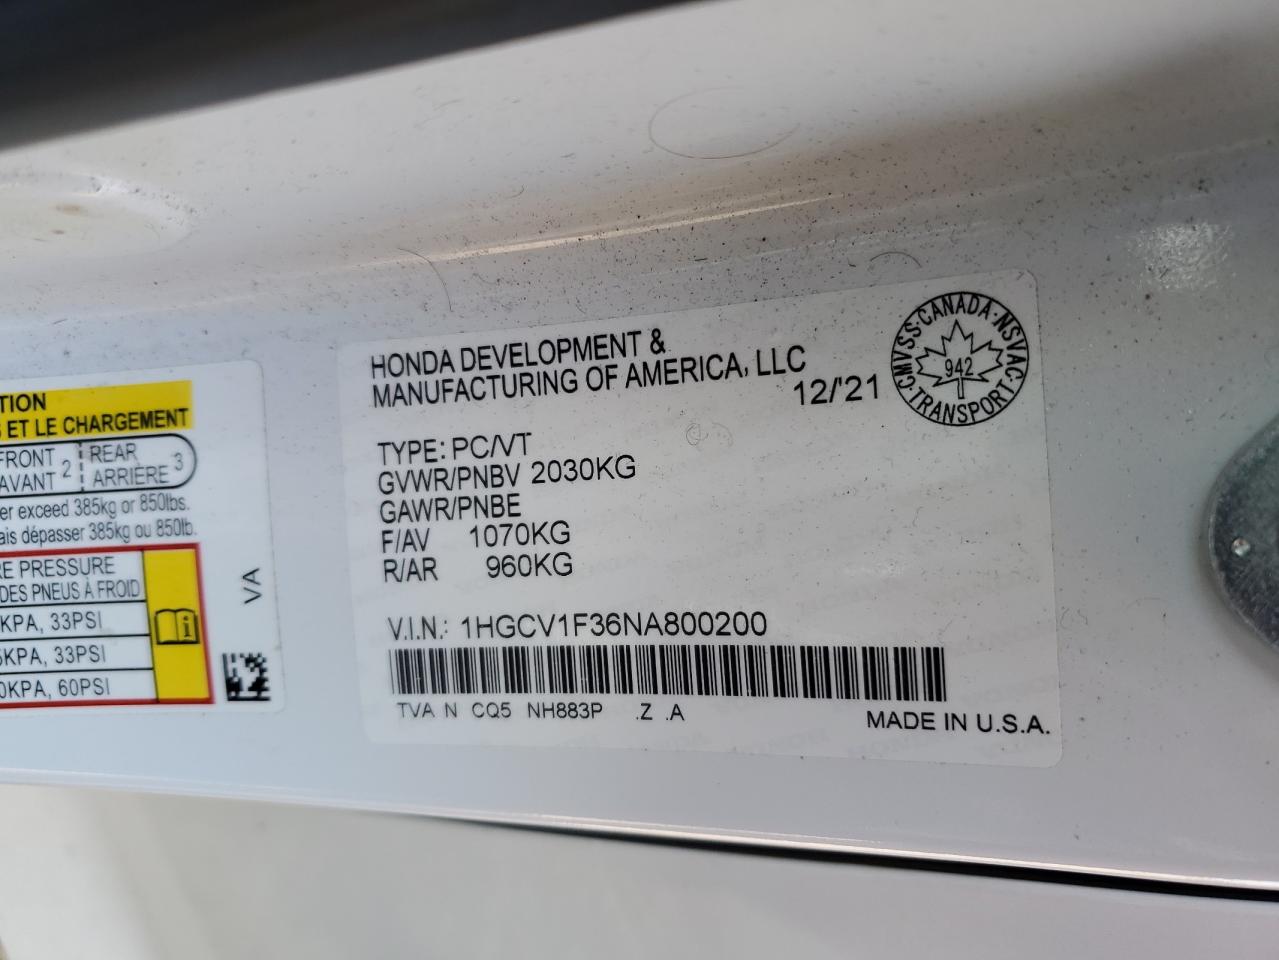 TION
S ET LE CHARGEMENT
FRONT
AVANT 2
REAR
ARRIÈRE 3
er exceed 385kg or 850lbs.
ais dépasser 385kg ou 850lb.
RE PRESSURE
DES PNEUS À FROID
KPA, 33PSI
KPA, 33PSI
0KPA, 60PSI
VA
HONDA DEVELOPMENT &
MANUFACTURING OF AMERICA, LLC
12/'21
CMVSS·CANADA·NSVAC·TRANSPORT·
942
TYPE: PC/VT
GVWR/PNBV 2030KG
GAWR/PNBE
F/AV 1070KG
R/AR 960KG
V.I.N.: 1HGCV1F36NA800200
TVA N CQ5 NH883P .Z .A
MADE IN U.S.A.